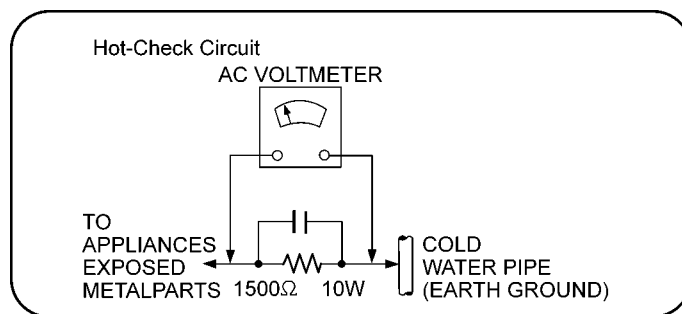 Hot-Check Circuit
AC VOLTMETER
TO
APPLIANCES
EXPOSED
METALPARTS
1500Ω 10W
COLD
WATER PIPE
(EARTH GROUND)